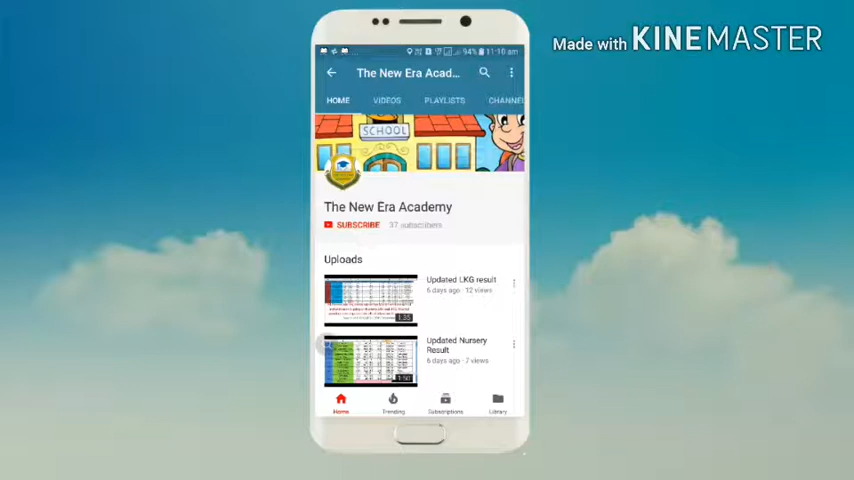 Made with KINEMASTER
94% 11:10 am
The New Era Acad...
HOME VIDEOS PLAYLISTS CHANNEL
SCHOOL
The New Era Academy
SUBSCRIBE 37 subscribers
Uploads
Updated LKG result
6 days ago · 12 views
1:35
Updated Nursery
Result
6 days ago · 7 views
1:50
Home Trending Subscriptions Library